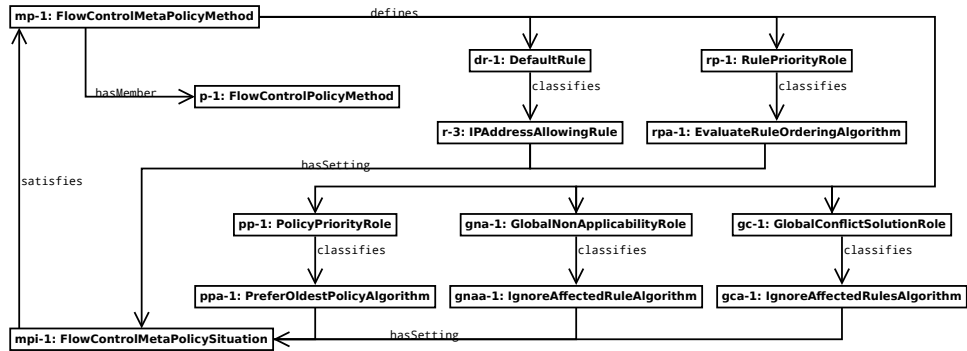 mp-1: FlowControlMetaPolicyMethod
defines
dr-1: DefaultRule
rp-1: RulePriorityRole
hasMember
p-1: FlowControlPolicyMethod
classifies
classifies
r-3: IPAddressAllowingRule
rpa-1: EvaluateRuleOrderingAlgorithm
hasSetting
satisfies
pp-1: PolicyPriorityRole
gna-1: GlobalNonApplicabilityRole
gc-1: GlobalConflictSolutionRole
classifies
classifies
classifies
ppa-1: PreferOldestPolicyAlgorithm
gnaa-1: IgnoreAffectedRuleAlgorithm
gca-1: IgnoreAffectedRulesAlgorithm
hasSetting
mpi-1: FlowControlMetaPolicySituation